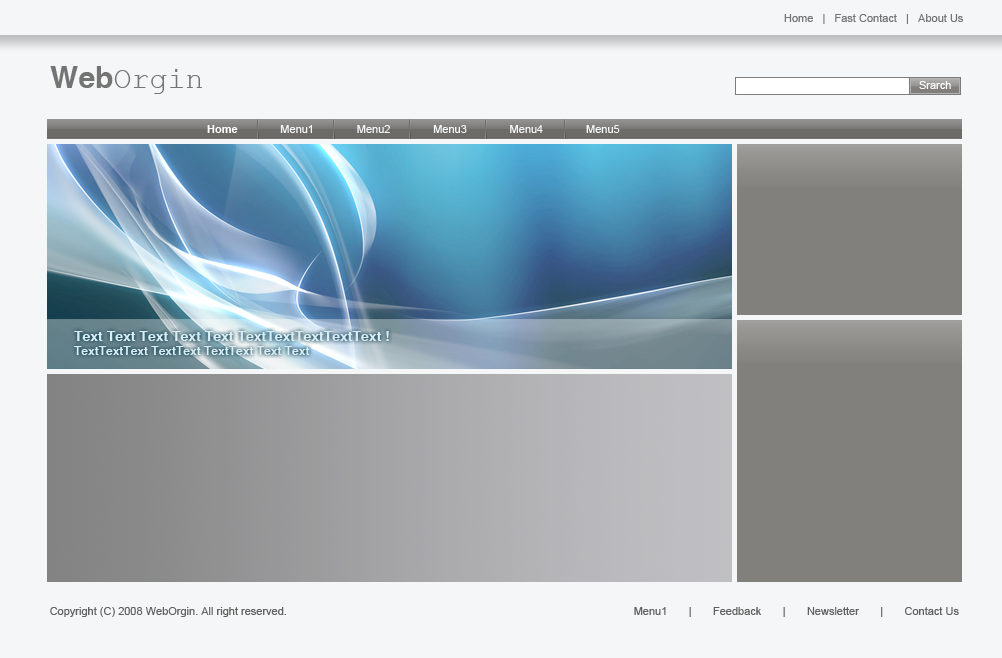 Home | Fast Contact | About Us
WebOrgin
Srarch
Home Menu1 Menu2 Menu3 Menu4 Menu5
Text Text Text Text Text TextTextTextTextText !
TextTextText TextText TextText Text Text
Copyright (C) 2008 WebOrgin. All right reserved.
Menu1 | Feedback | Newsletter | Contact Us